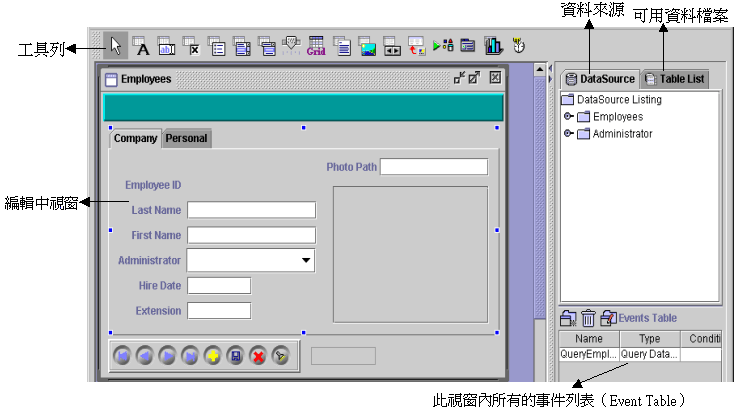 資料來源
可用資料檔案
工具列
A
ab
Grid
Employees
DataSource
Table List
DataSource Listing
Employees
Administrator
Company
Personal
Photo Path
Employee ID
編輯中視窗
Last Name
First Name
Administrator
Hire Date
Extension
Events Table
Name
Type
Conditi
QueryEmpl...
Query Data...
此視窗內所有的事件列表（Event Table）